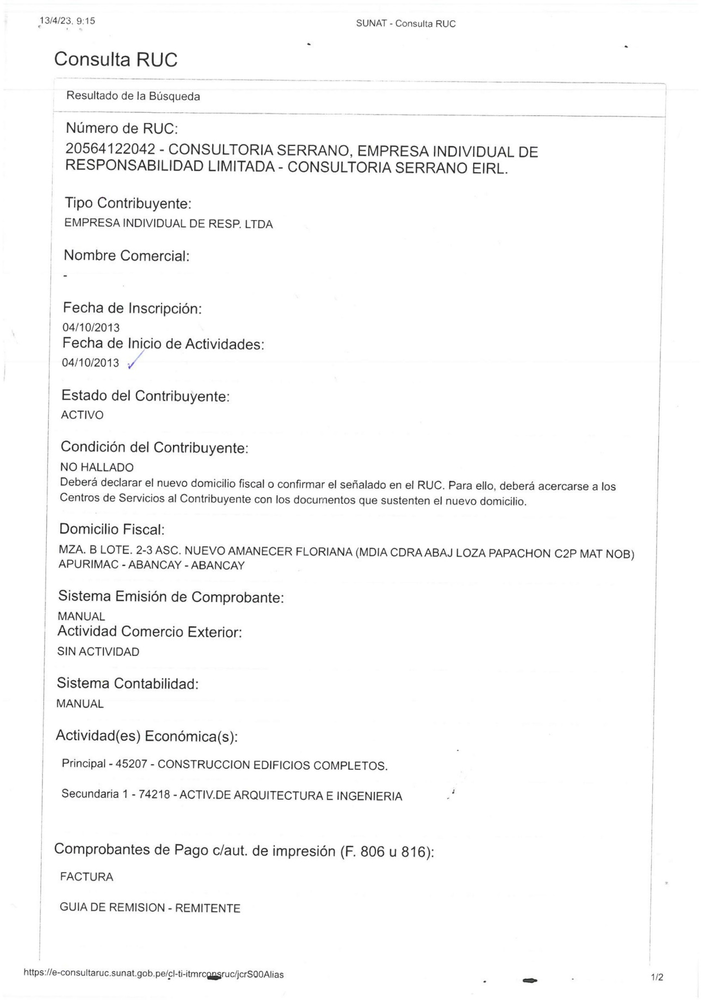 13/4/23, 9:15
SUNAT - Consulta RUC
Consulta RUC
Resultado de la Búsqueda
Número de RUC:
20564122042 - CONSULTORIA SERRANO, EMPRESA INDIVIDUAL DE
RESPONSABILIDAD LIMITADA - CONSULTORIA SERRANO EIRL.
Tipo Contribuyente:
EMPRESA INDIVIDUAL DE RESP. LTDA
Nombre Comercial:
-
Fecha de Inscripción:
04/10/2013
Fecha de Inicio de Actividades:
04/10/2013
Estado del Contribuyente:
ACTIVO
Condición del Contribuyente:
NO HALLADO
Deberá declarar el nuevo domicilio fiscal o confirmar el señalado en el RUC. Para ello, deberá acercarse a los
Centros de Servicios al Contribuyente con los documentos que sustenten el nuevo domicilio.
Domicilio Fiscal:
MZA. B LOTE. 2-3 ASC. NUEVO AMANECER FLORIANA (MDIA CDRA ABAJ LOZA PAPACHON C2P MAT NOB)
APURIMAC - ABANCAY - ABANCAY
Sistema Emisión de Comprobante:
MANUAL
Actividad Comercio Exterior:
SIN ACTIVIDAD
Sistema Contabilidad:
MANUAL
Actividad(es) Económica(s):
Principal - 45207 - CONSTRUCCION EDIFICIOS COMPLETOS.
Secundaria 1 - 74218 - ACTIV.DE ARQUITECTURA E INGENIERIA
Comprobantes de Pago c/aut. de impresión (F. 806 u 816):
FACTURA
GUIA DE REMISION - REMITENTE
https://e-consultaruc.sunat.gob.pe/cl-ti-itmrconsruc/jcrS00Alias
1/2